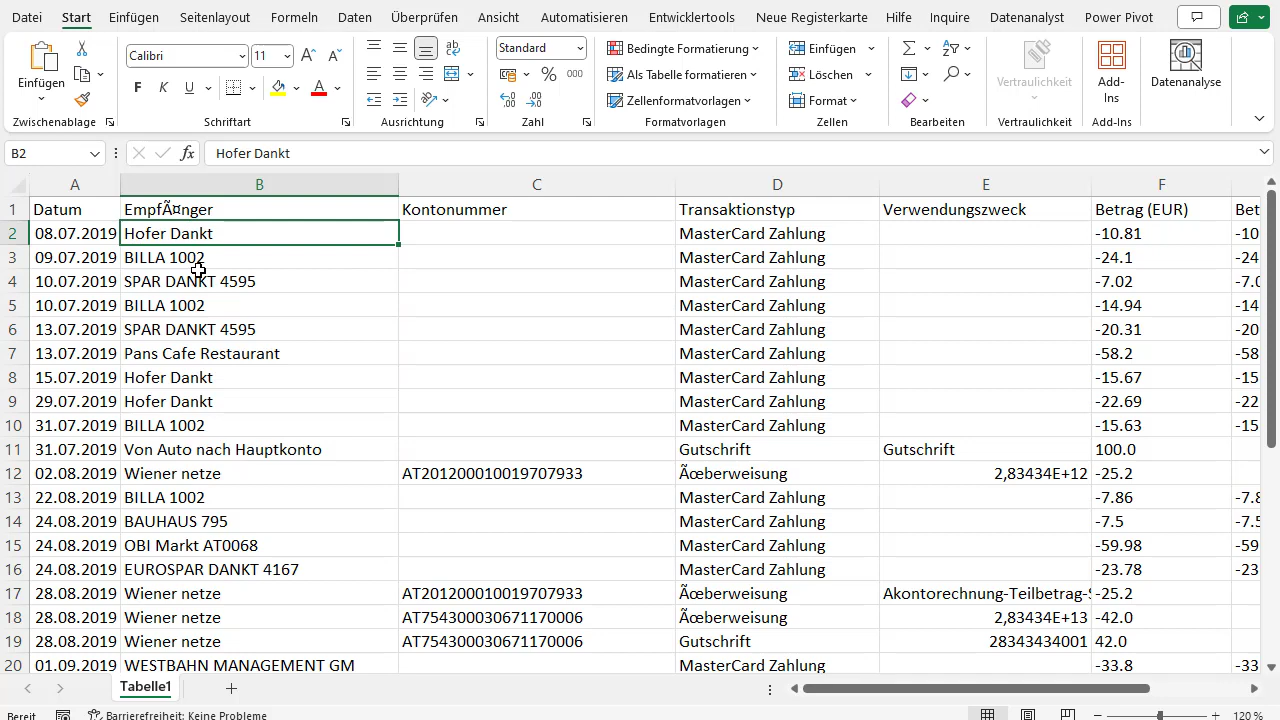 Datei Start Einfügen Seitenlayout Formeln Daten Überprüfen Ansicht Automatisieren Entwicklertools Neue Registerkarte Hilfe Inquire Datenanalyst Power Pivot
Calibri 11 Standard Bedingte Formatierung Einfügen
Einfügen Als Tabelle formatieren Löschen Vertraulichkeit Add-Ins Datenanalyse
F K U A % 000 Zellenformatvorlagen Format
Zwischenablage Schriftart Ausrichtung Zahl Formatvorlagen Zellen Bearbeiten Vertraulichkeit Add-Ins
B2 fx Hofer Dankt
A B C D E F
1 Datum EmpfÃ¤nger Kontonummer Transaktionstyp Verwendungszweck Betrag (EUR) Bet
2 08.07.2019 Hofer Dankt MasterCard Zahlung -10.81 -10
3 09.07.2019 BILLA 1002 MasterCard Zahlung -24.1 -24
4 10.07.2019 SPAR DANKT 4595 MasterCard Zahlung -7.02 -7.0
5 10.07.2019 BILLA 1002 MasterCard Zahlung -14.94 -14
6 13.07.2019 SPAR DANKT 4595 MasterCard Zahlung -20.31 -20
7 13.07.2019 Pans Cafe Restaurant MasterCard Zahlung -58.2 -58
8 15.07.2019 Hofer Dankt MasterCard Zahlung -15.67 -15
9 29.07.2019 Hofer Dankt MasterCard Zahlung -22.69 -22
10 31.07.2019 BILLA 1002 MasterCard Zahlung -15.63 -15
11 31.07.2019 Von Auto nach Hauptkonto Gutschrift Gutschrift 100.0
12 02.08.2019 Wiener netze AT201200010019707933 Ãœberweisung 2,83434E+12 -25.2
13 22.08.2019 BILLA 1002 MasterCard Zahlung -7.86 -7.8
14 24.08.2019 BAUHAUS 795 MasterCard Zahlung -7.5 -7.5
15 24.08.2019 OBI Markt AT0068 MasterCard Zahlung -59.98 -59
16 24.08.2019 EUROSPAR DANKT 4167 MasterCard Zahlung -23.78 -23
17 28.08.2019 Wiener netze AT201200010019707933 Ãœberweisung Akontorechnung-Teilbetrag-S -25.2
18 28.08.2019 Wiener netze AT754300030671170006 Ãœberweisung 2,83434E+13 -42.0
19 28.08.2019 Wiener netze AT754300030671170006 Gutschrift 28343434001 42.0
20 01.09.2019 WESTBAHN MANAGEMENT GM MasterCard Zahlung -33.8 -33
Tabelle1
Bereit Barrierefreiheit: Keine Probleme 120 %